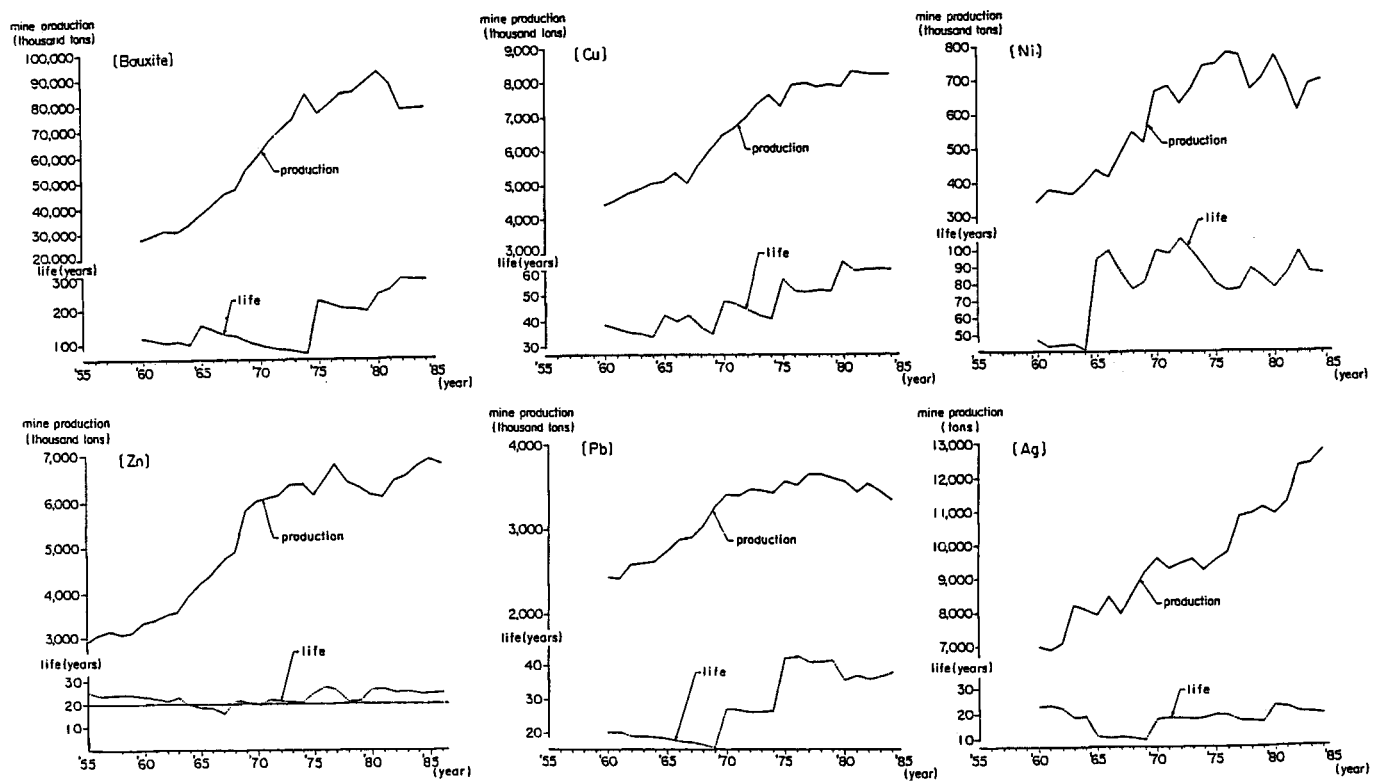 mine production
(thousand tons)
(Bauxite)
100,000
90,000
80,000
70,000
60,000
50,000
40,000
30,000
20,000
production
life(years)
300
200
100
life
'55 '60 '65 '70 '75 '80 '85
(year)
mine production
(thousand tons)
(Cu)
9,000
8,000
7,000
6,000
5,000
4,000
3,000
production
life(years)
60
50
40
30
life
'55 '60 '65 '70 '75 '80 '85
(year)
mine production
(thousand tons)
(Ni)
800
700
600
500
400
300
production
life(years)
100
90
80
70
60
50
life
'55 '60 '65 '70 '75 '80 '85
(year)
mine production
(thousand tons)
(Zn)
7,000
6,000
5,000
4,000
3,000
production
life(years)
30
20
10
life
'55 '60 '65 '70 '75 '80 '85
(year)
mine production
(thousand tons)
(Pb)
4,000
3,000
2,000
production
life(years)
40
30
20
life
'55 '60 '65 '70 '75 '80 '85
(year)
mine production
(tons)
(Ag)
13,000
12,000
11,000
10,000
9,000
8,000
7,000
production
life(years)
30
20
10
life
'55 '60 '65 '70 '75 '80 '85
(year)